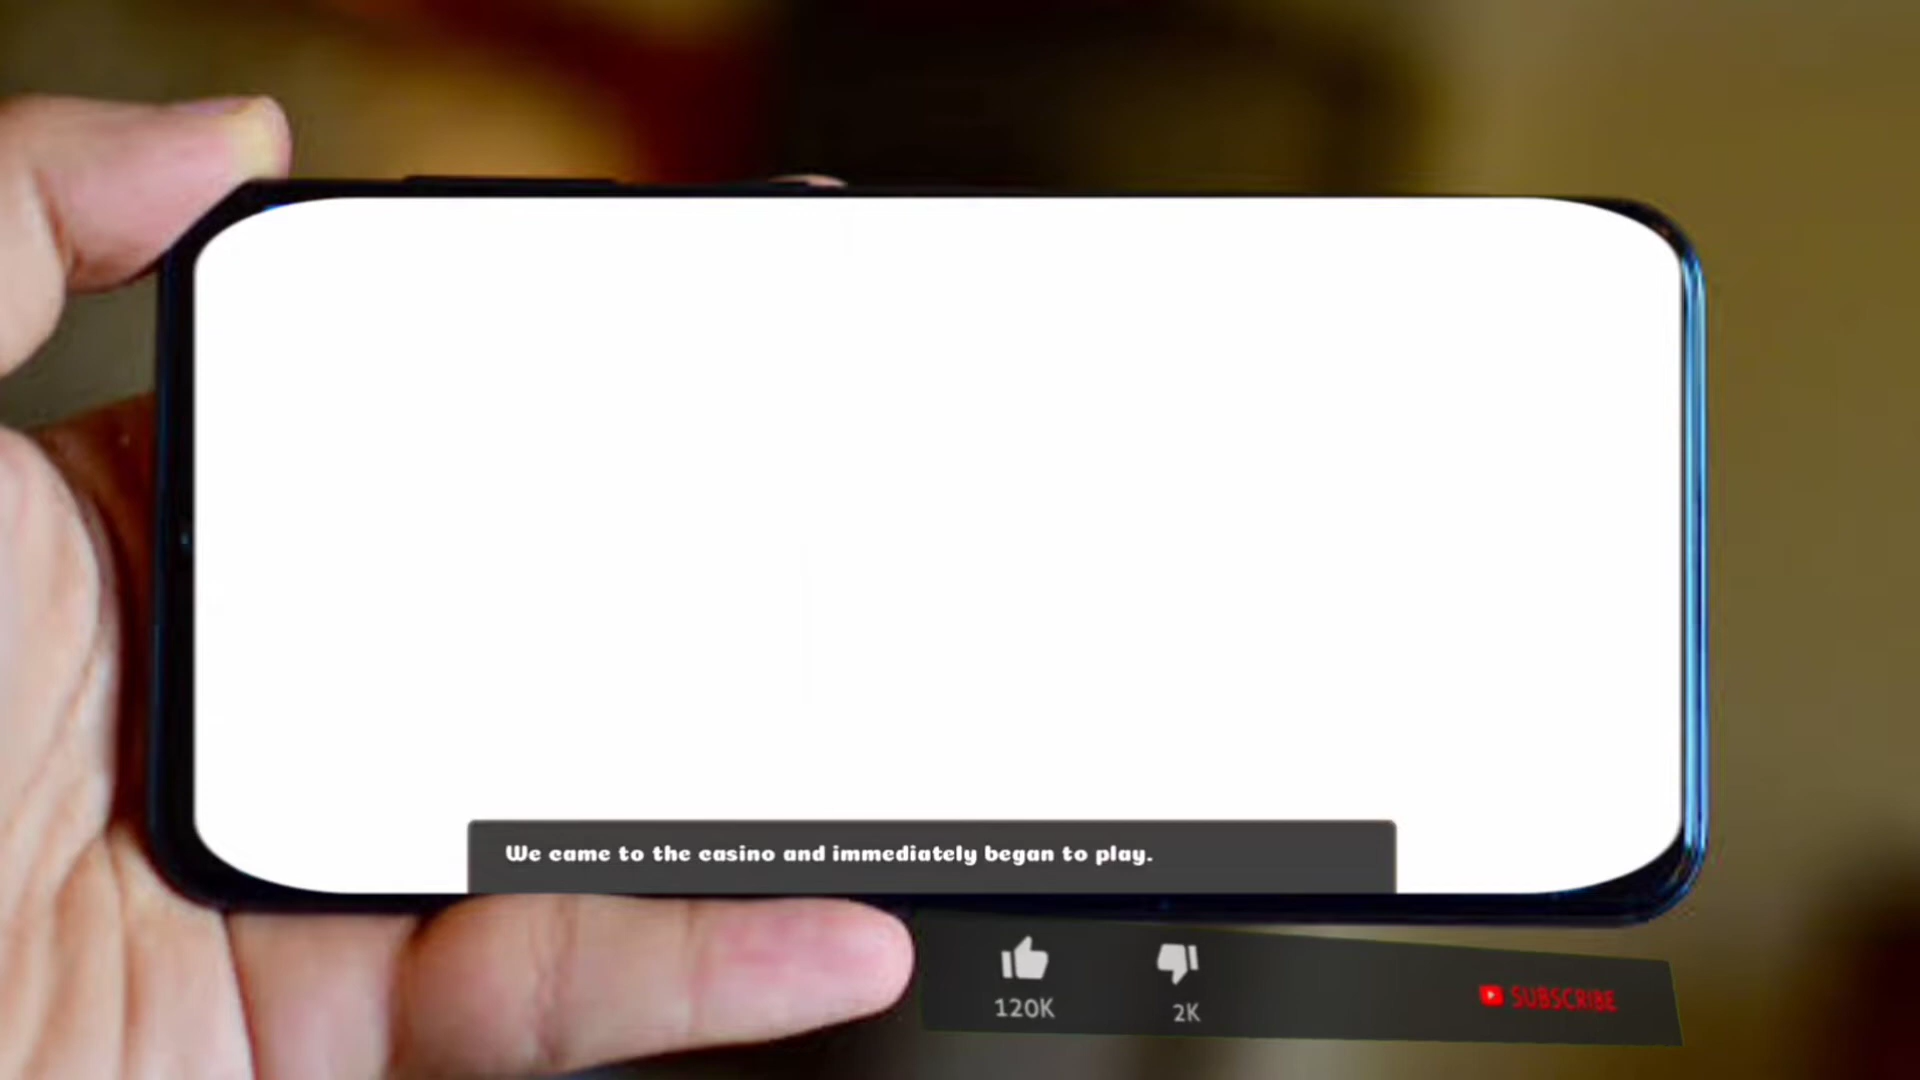 We came to the casino and immediately began to play.
120K
2K
SUBSCRIBE